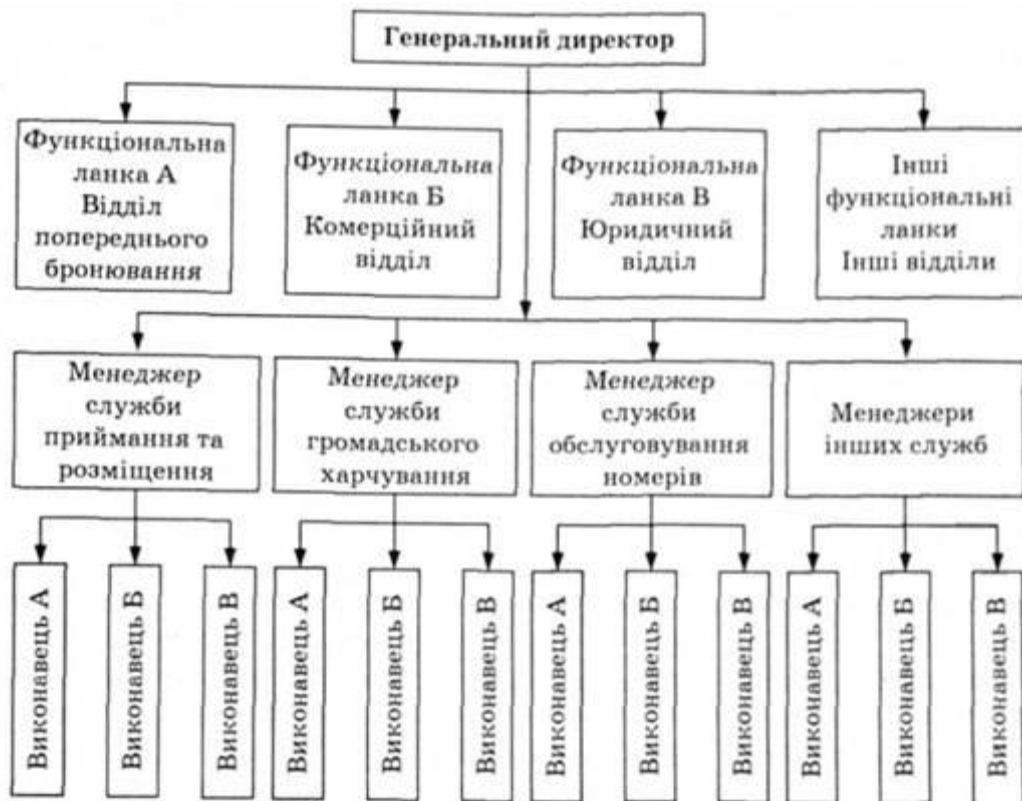 Генеральний директор
Функціональна
ланка А
Відділ
попереднього
бронювання
Функціональна
ланка Б
Комерційний
відділ
Функціональна
ланка В
Юридичний
відділ
Інші
функціональні
ланки
Інші відділи
Менеджер
служби
приймання та
розміщення
Менеджер
служби
громадського
харчування
Менеджер
служби
обслуговування
номерів
Менеджери
інших служб
Виконавець А
Виконавець Б
Виконавець В
Виконавець А
Виконавець Б
Виконавець В
Виконавець А
Виконавець Б
Виконавець В
Виконавець А
Виконавець Б
Виконавець В